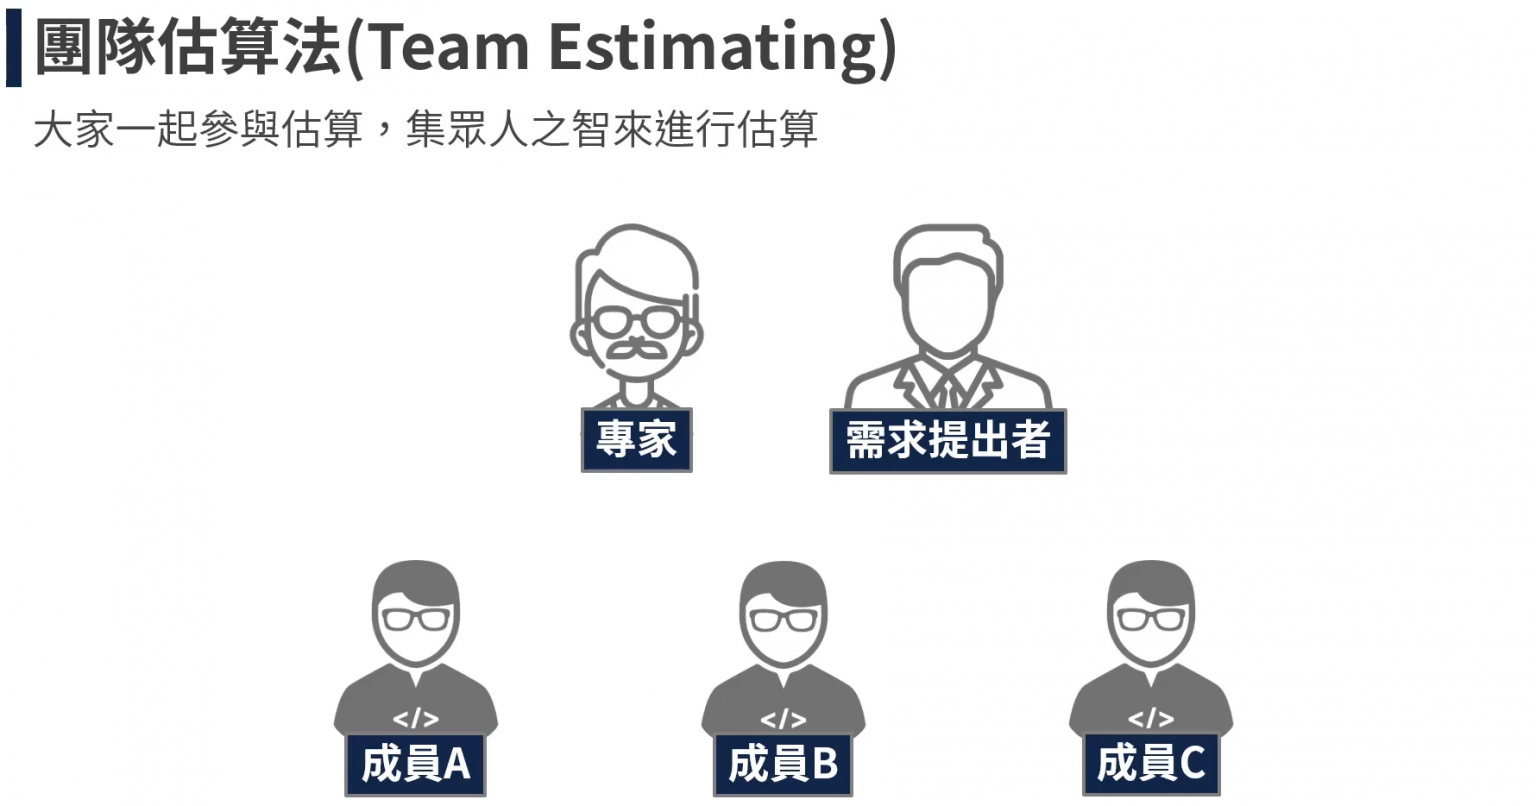 團隊估算法(Team Estimating)
大家一起參與估算，集眾人之智來進行估算
專家
需求提出者
</>
</>
</>
成員A
成員B
成員C